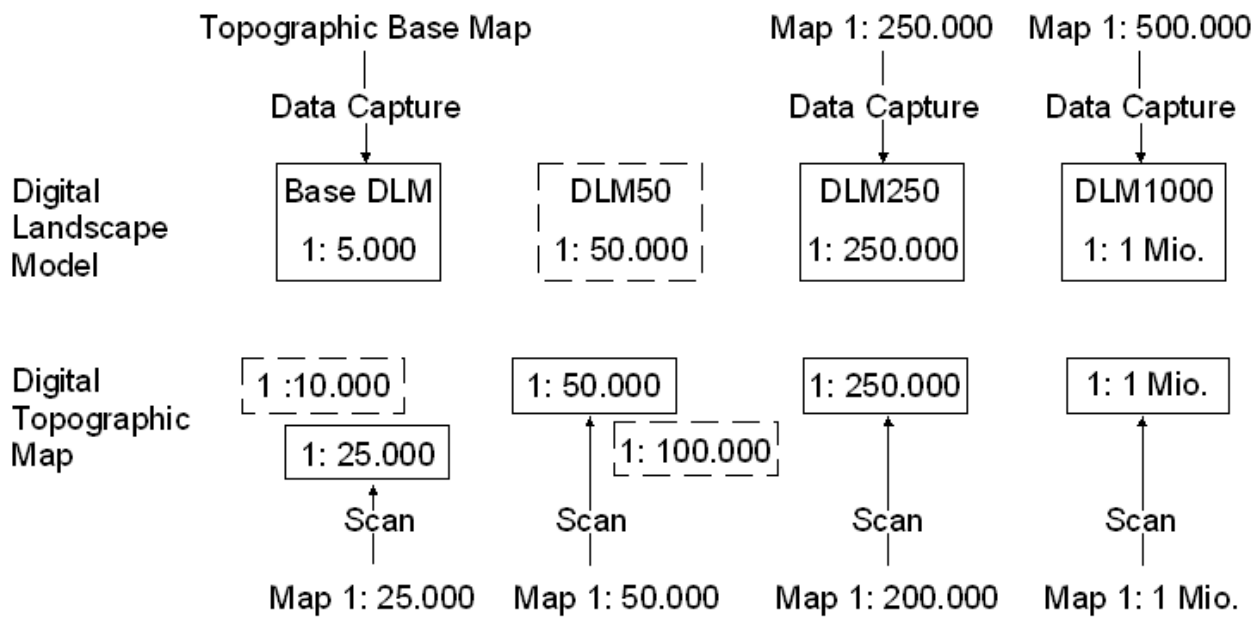 Topographic Base Map
Map 1: 250.000
Map 1: 500.000
Data Capture
Data Capture
Data Capture
Digital
Landscape
Model
Base DLM
1: 5.000
DLM50
1: 50.000
DLM250
1: 250.000
DLM1000
1: 1 Mio.
Digital
Topographic
Map
1 :10.000
1: 25.000
1: 50.000
1: 100.000
1: 250.000
1: 1 Mio.
Scan
Scan
Scan
Scan
Map 1: 25.000
Map 1: 50.000
Map 1: 200.000
Map 1: 1 Mio.